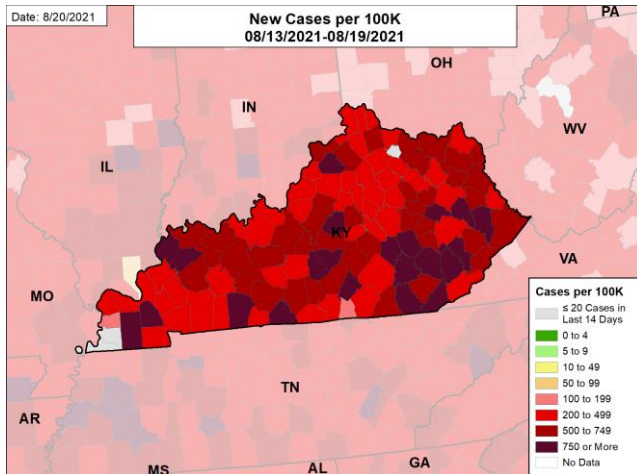 Date: 8/20/2021
New Cases per 100K
08/13/2021-08/19/2021
PA
OH
IN
WV
IL
KY
VA
MO
Cases per 100K
≤ 20 Cases in
Last 14 Days
0 to 4
5 to 9
10 to 49
50 to 99
100 to 199
200 to 499
500 to 749
750 or More
No Data
TN
AR
MS
AL
GA